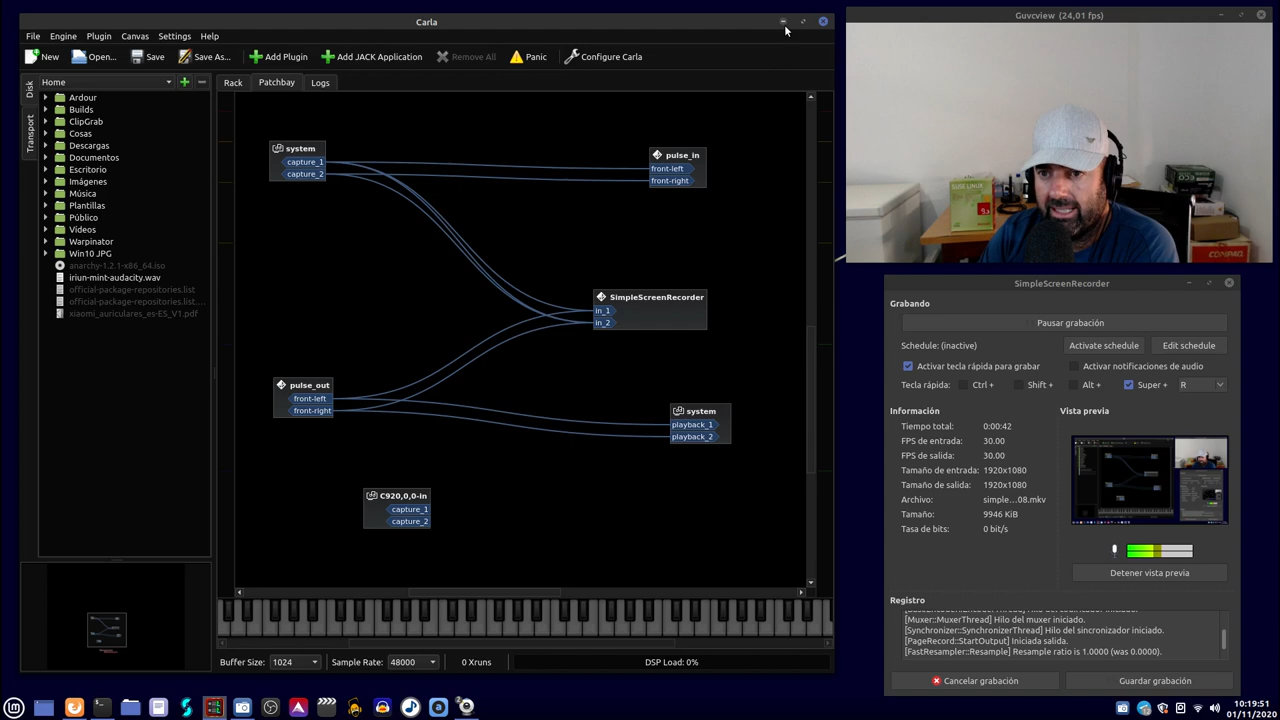 Carla
File Engine Plugin Canvas Settings Help
New Open... Save Save As... Add Plugin Add JACK Application Remove All Panic Configure Carla
Disk
Transport
Home
Ardour
Builds
ClipGrab
Cosas
Descargas
Documentos
Escritorio
Imágenes
Música
Plantillas
Público
Vídeos
Warpinator
Win10 JPG
anarchy-1.2.1-x86_64.iso
iriun-mint-audacity.wav
official-package-repositories.list
official-package-repositories.list....
xiaomi_auriculares_es-ES_V1.pdf
Rack Patchbay Logs
system
capture_1
capture_2
pulse_in
front-left
front-right
SimpleScreenRecorder
in_1
in_2
pulse_out
front-left
front-right
system
playback_1
playback_2
C920,0,0-in
capture_1
capture_2
Buffer Size: 1024 Sample Rate: 48000 0 Xruns DSP Load: 0%
Guvcview (24,01 fps)
SUSE LINUX
9.3
COMPAQ
SimpleScreenRecorder
Grabando
Pausar grabación
Schedule: (inactive) Activate schedule Edit schedule
Activar tecla rápida para grabar Activar notificaciones de audio
Tecla rápida: Ctrl + Shift + Alt + Super + R
Información
Tiempo total: 0:00:42
FPS de entrada: 30.00
FPS de salida: 30.00
Tamaño de entrada: 1920x1080
Tamaño de salida: 1920x1080
Archivo: simple...08.mkv
Tamaño: 9946 KiB
Tasa de bits: 0 bit/s
Vista previa
Detener vista previa
Registro
[Muxer::MuxerThread] Hilo del muxer iniciado.
[Synchronizer::SynchronizerThread] Hilo del sincronizador iniciado.
[PageRecord::StartOutput] Iniciada salida.
[FastResampler::Resample] Resample ratio is 1.0000 (was 0.0000).
Cancelar grabación Guardar grabación
10:19:51
01/11/2020